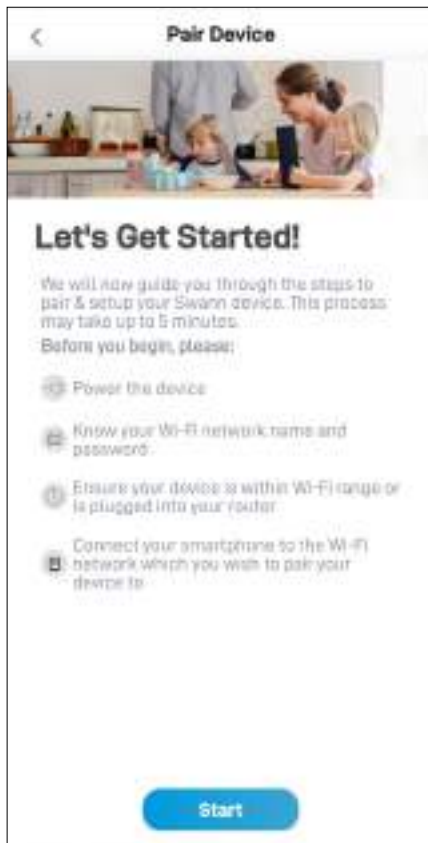 Pair Device
Let's Get Started!
We will now guide you through the steps to
pair & setup your Swann device. This process
may take up to 5 minutes.
Before you begin, please:
Power the device
Know your Wi-Fi network name and
password
Ensure your device is within Wi-Fi range or
is plugged into your router
Connect your smartphone to the Wi-Fi
network which you wish to pair your
device to
Start